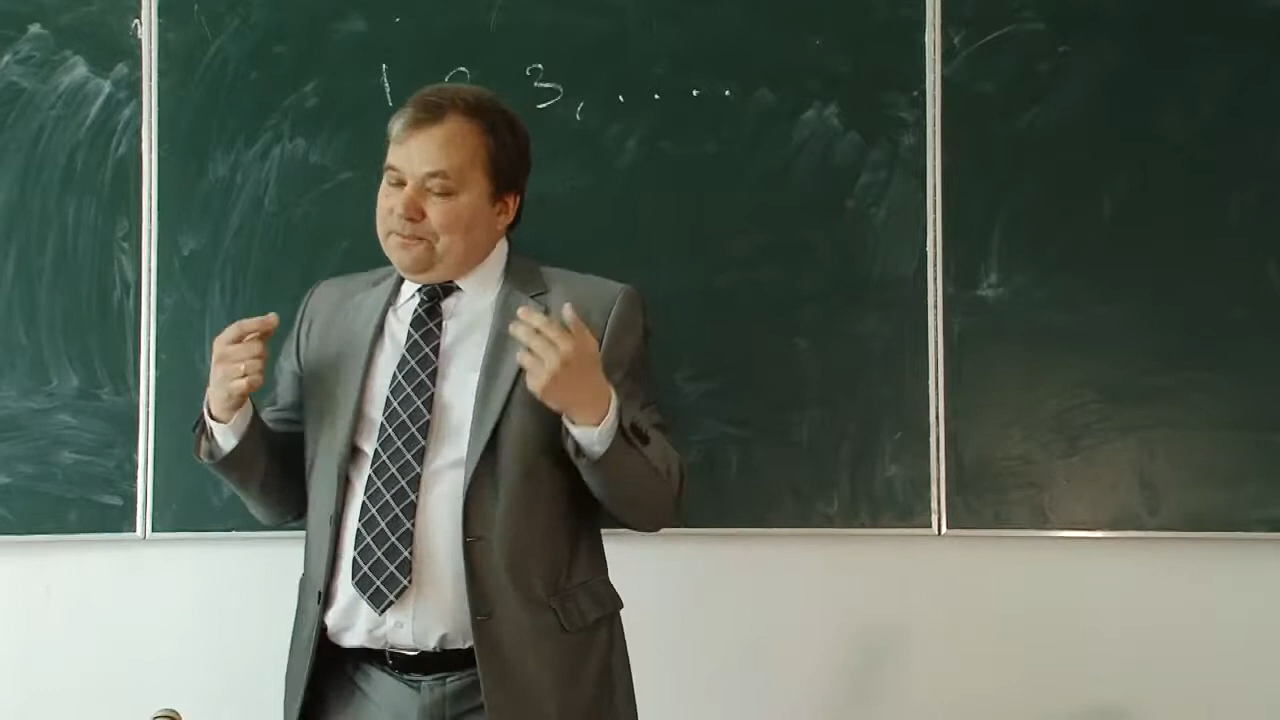 1 2 3, . . . . .